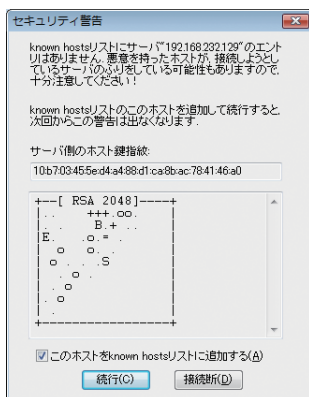 セキュリティ警告
known hostsリストにサーバ"192.168.232.129"のエント
リはありません. 悪意を持ったホストが, 接続しようとし
ているサーバのふりをしている可能性もありますので,
十分注意してください!
known hostsリストのこのホストを追加して続行すると,
次回からこの警告は出なくなります.
サーバ側のホスト鍵指紋:
10:b7:03:45:5e:d4:a4:88:d1:ca:8b:ac:78:41:46:a0
+--[ RSA 2048]----+
|. . +++.oo.
| . . B.+ ..
|E. .o.= .
| o o. .
| o . . .S
| . o .
| . o
| . o
| .
+-----------------+
このホストをknown hostsリストに追加する(A)
続行(C) 接続断(D)